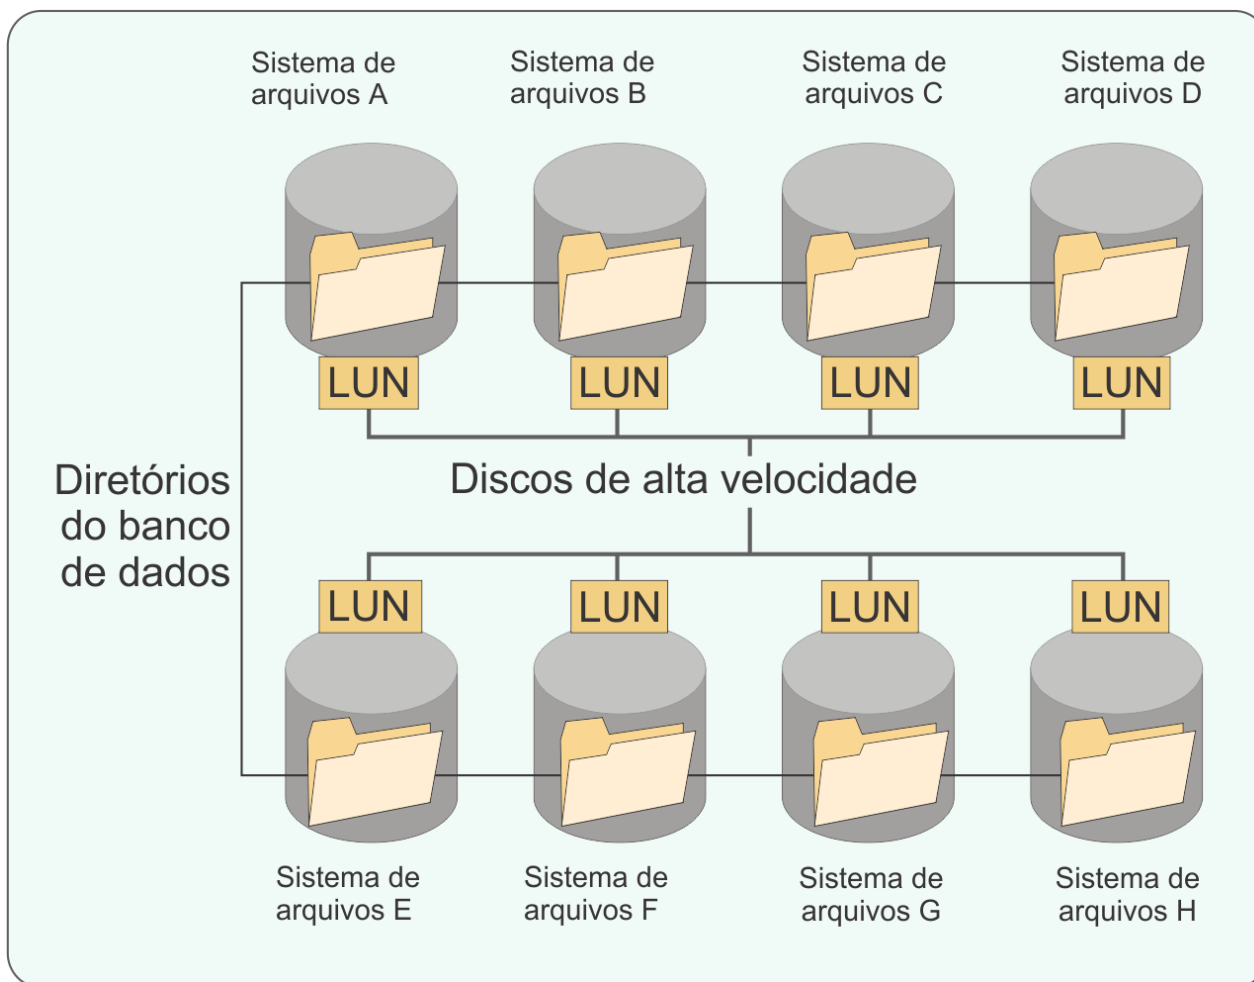 Sistema de
arquivos A
Sistema de
arquivos B
Sistema de
arquivos C
Sistema de
arquivos D
LUN
LUN
LUN
LUN
Diretórios
do banco
de dados
Discos de alta velocidade
LUN
LUN
LUN
LUN
Sistema de
arquivos E
Sistema de
arquivos F
Sistema de
arquivos G
Sistema de
arquivos H